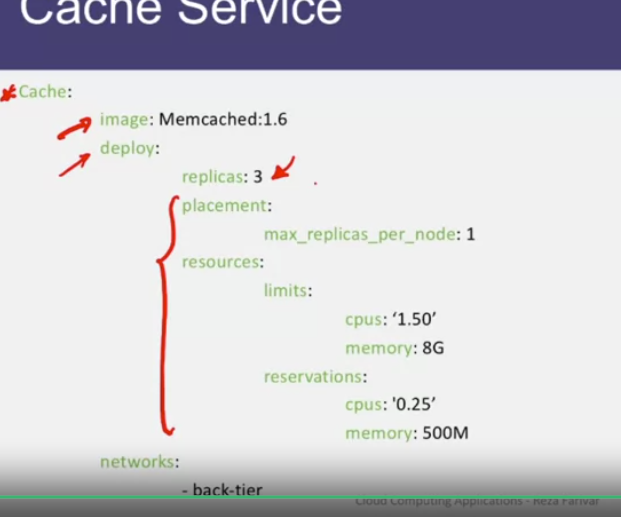 Cache Service
Cache:
image: Memcached:1.6
deploy:
replicas: 3
placement:
max_replicas_per_node: 1
resources:
limits:
cpus: ‘1.50’
memory: 8G
reservations:
cpus: '0.25’
memory: 500M
networks:
- back-tier
Cloud Computing Applications - Reza Farivar